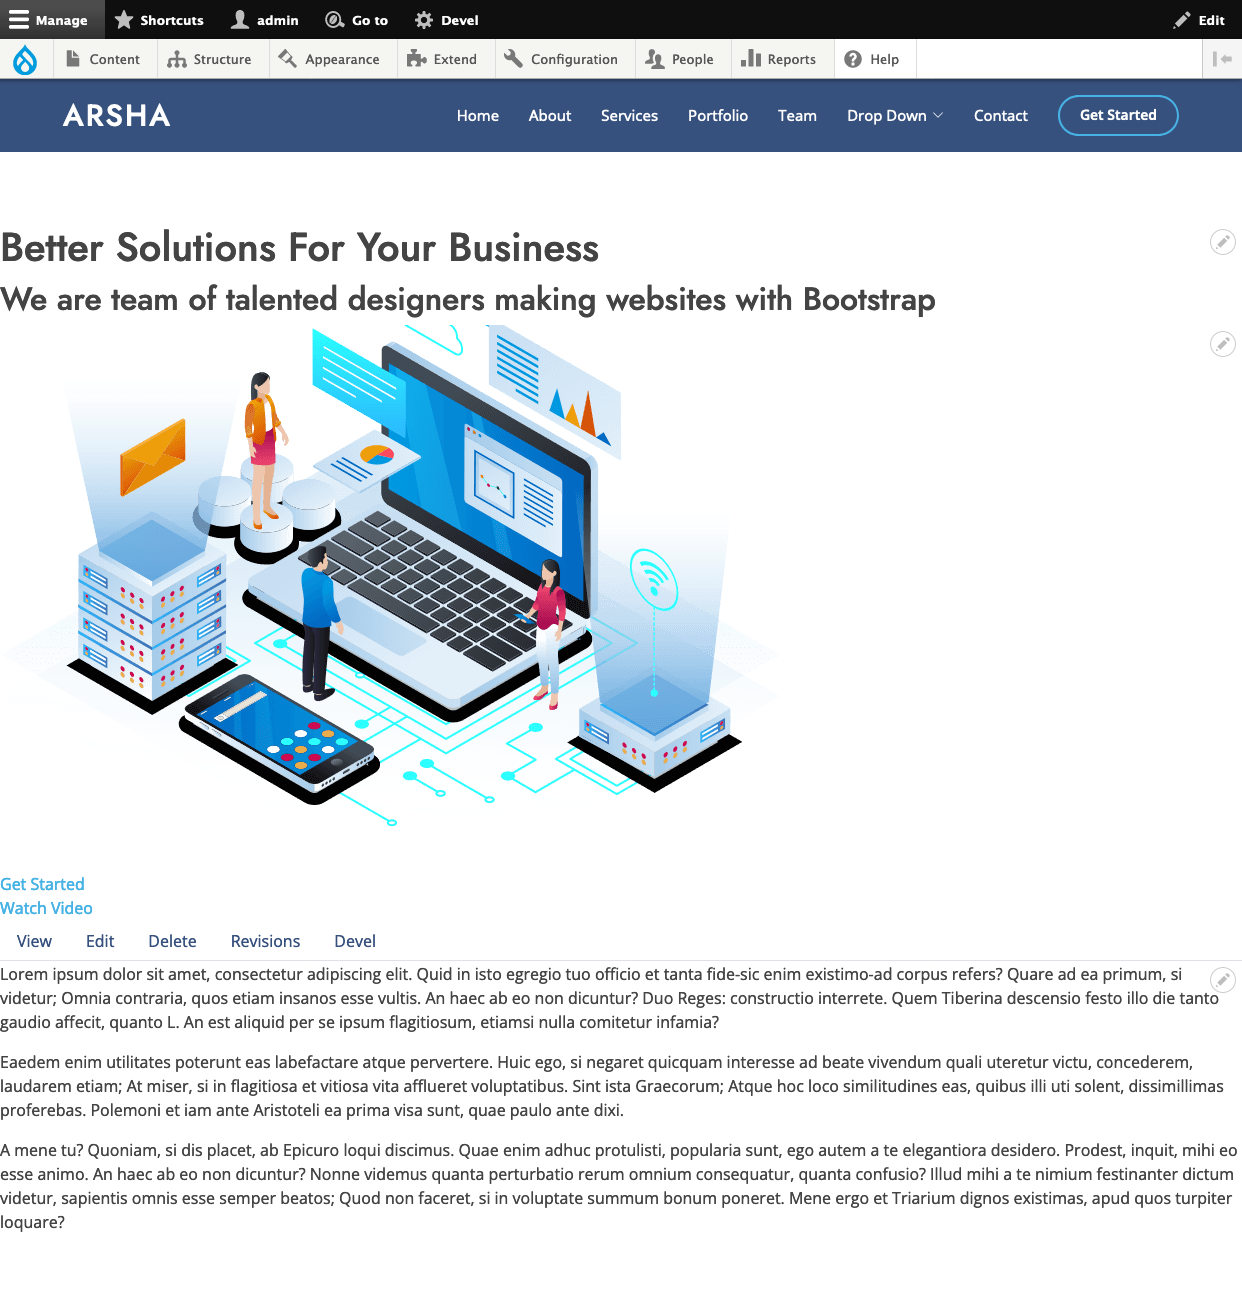 Manage Shortcuts admin Go to Devel Edit
Content Structure Appearance Extend Configuration People Reports Help
ARSHA Home About Services Portfolio Team Drop Down Contact Get Started
Better Solutions For Your Business
We are team of talented designers making websites with Bootstrap
Get Started
Watch Video
View Edit Delete Revisions Devel
Lorem ipsum dolor sit amet, consectetur adipiscing elit. Quid in isto egregio tuo officio et tanta fide-sic enim existimo-ad corpus refers? Quare ad ea primum, si
videtur; Omnia contraria, quos etiam insanos esse vultis. An haec ab eo non dicuntur? Duo Reges: constructio interrete. Quem Tiberina descensio festo illo die tanto
gaudio affecit, quanto L. An est aliquid per se ipsum flagitiosum, etiamsi nulla comitetur infamia?
Eaedem enim utilitates poterunt eas labefactare atque pervertere. Huic ego, si negaret quicquam interesse ad beate vivendum quali uteretur victu, concederem,
laudarem etiam; At miser, si in flagitiosa et vitiosa vita afflueret voluptatibus. Sint ista Graecorum; Atque hoc loco similitudines eas, quibus illi uti solent, dissimillimas
proferebas. Polemoni et iam ante Aristoteli ea prima visa sunt, quae paulo ante dixi.
A mene tu? Quoniam, si dis placet, ab Epicuro loqui discimus. Quae enim adhuc protulisti, popularia sunt, ego autem a te elegantiora desidero. Prodest, inquit, mihi eo
esse animo. An haec ab eo non dicuntur? Nonne videmus quanta perturbatio rerum omnium consequatur, quanta confusio? Illud mihi a te nimium festinanter dictum
videtur, sapientis omnis esse semper beatos; Quod non faceret, si in voluptate summum bonum poneret. Mene ergo et Triarium dignos existimas, apud quos turpiter
loquare?